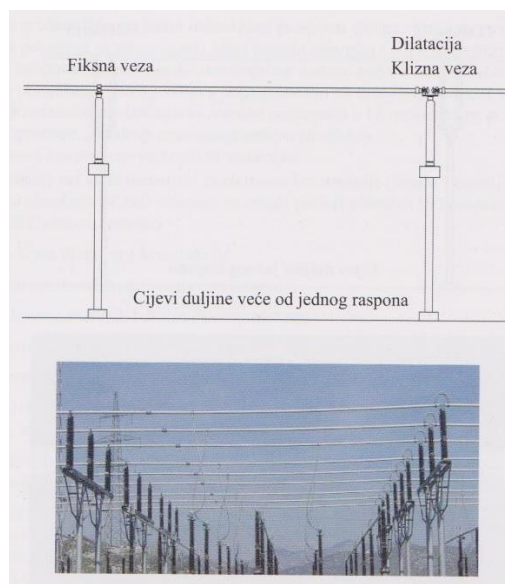 Fiksna veza
Dilatacija
Klizna veza
Cijevi duljine veće od jednog raspona